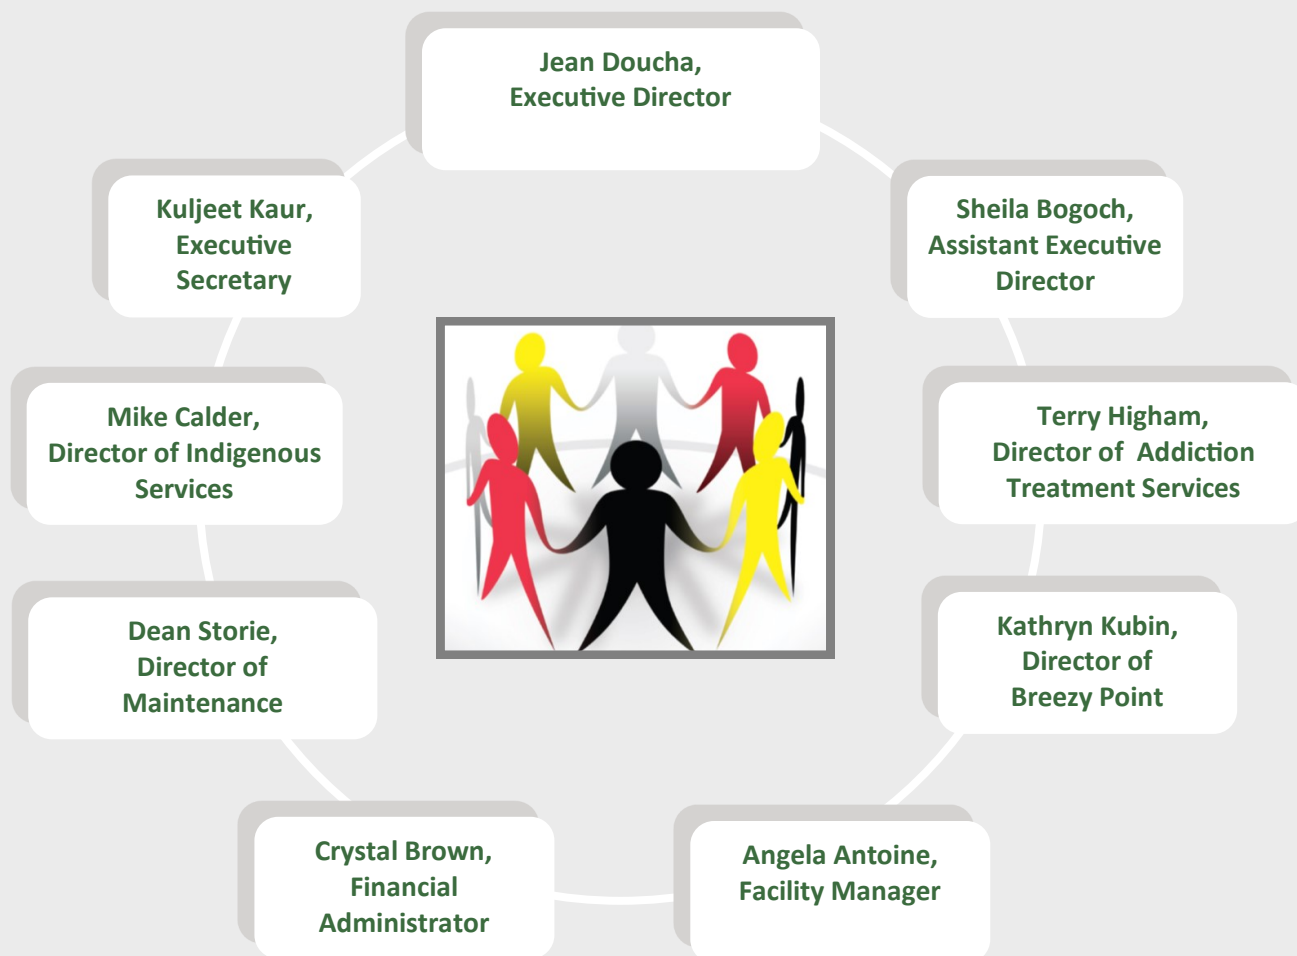 Jean Doucha,
Executive Director
Kuljeet Kaur,
Executive
Secretary
Sheila Bogoch,
Assistant Executive
Director
Mike Calder,
Director of Indigenous
Services
Terry Higham,
Director of  Addiction
Treatment Services
Dean Storie,
Director of
Maintenance
Kathryn Kubin,
Director of
Breezy Point
Crystal Brown,
Financial
Administrator
Angela Antoine,
Facility Manager